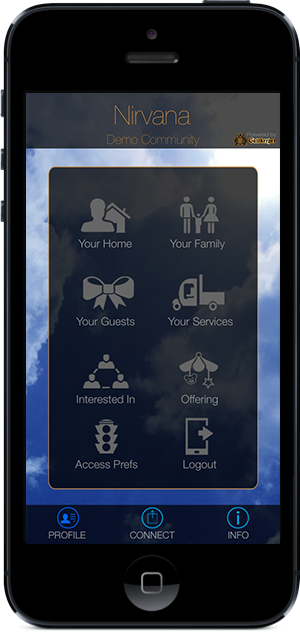 Nirvana
Demo Community
Powered by
Your Home
Your Family
Your Guests
Your Services
Interested In
Offering
Access Prefs
Logout
PROFILE
CONNECT
INFO